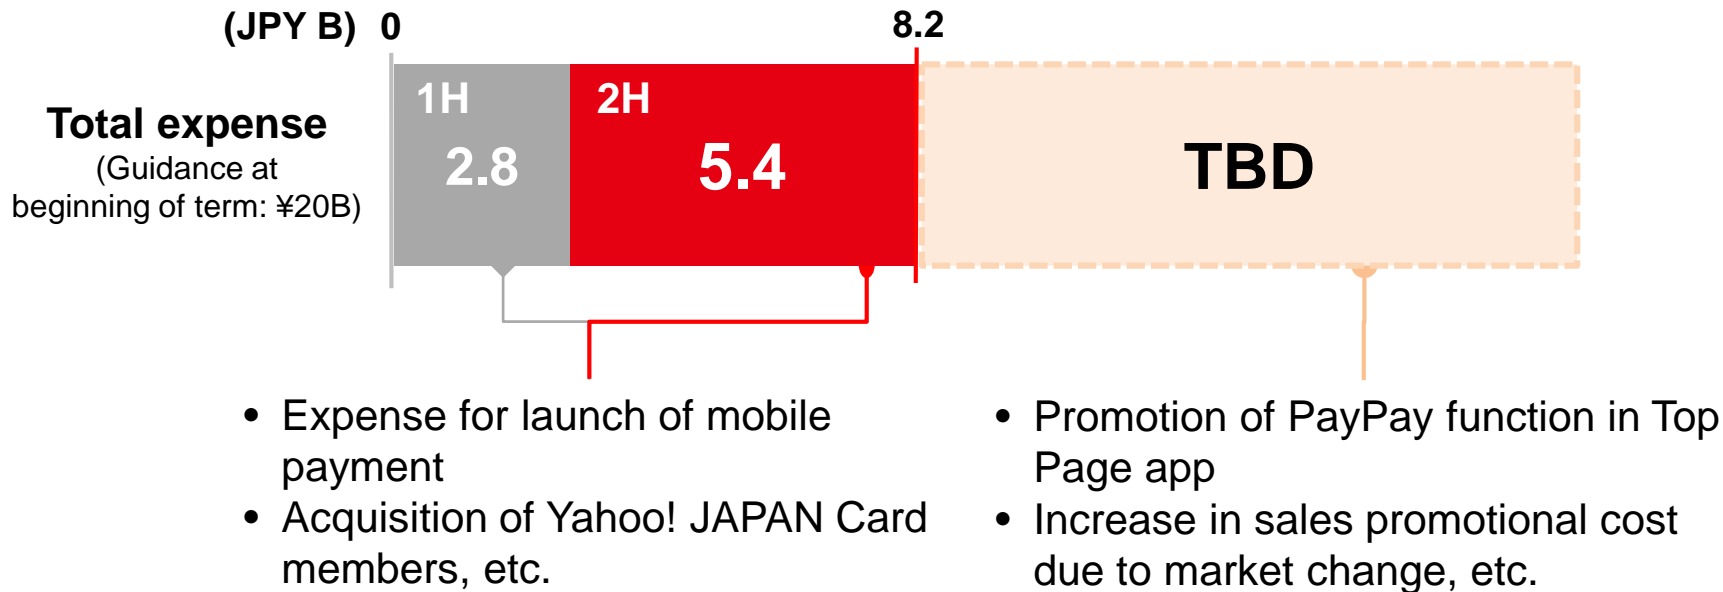 (JPY B) 0 8.2
Total expense
(Guidance at
beginning of term: ¥20B)
1H
2.8
2H
5.4
TBD
• Expense for launch of mobile
payment
• Acquisition of Yahoo! JAPAN Card
members, etc.
• Promotion of PayPay function in Top
Page app
• Increase in sales promotional cost
due to market change, etc.